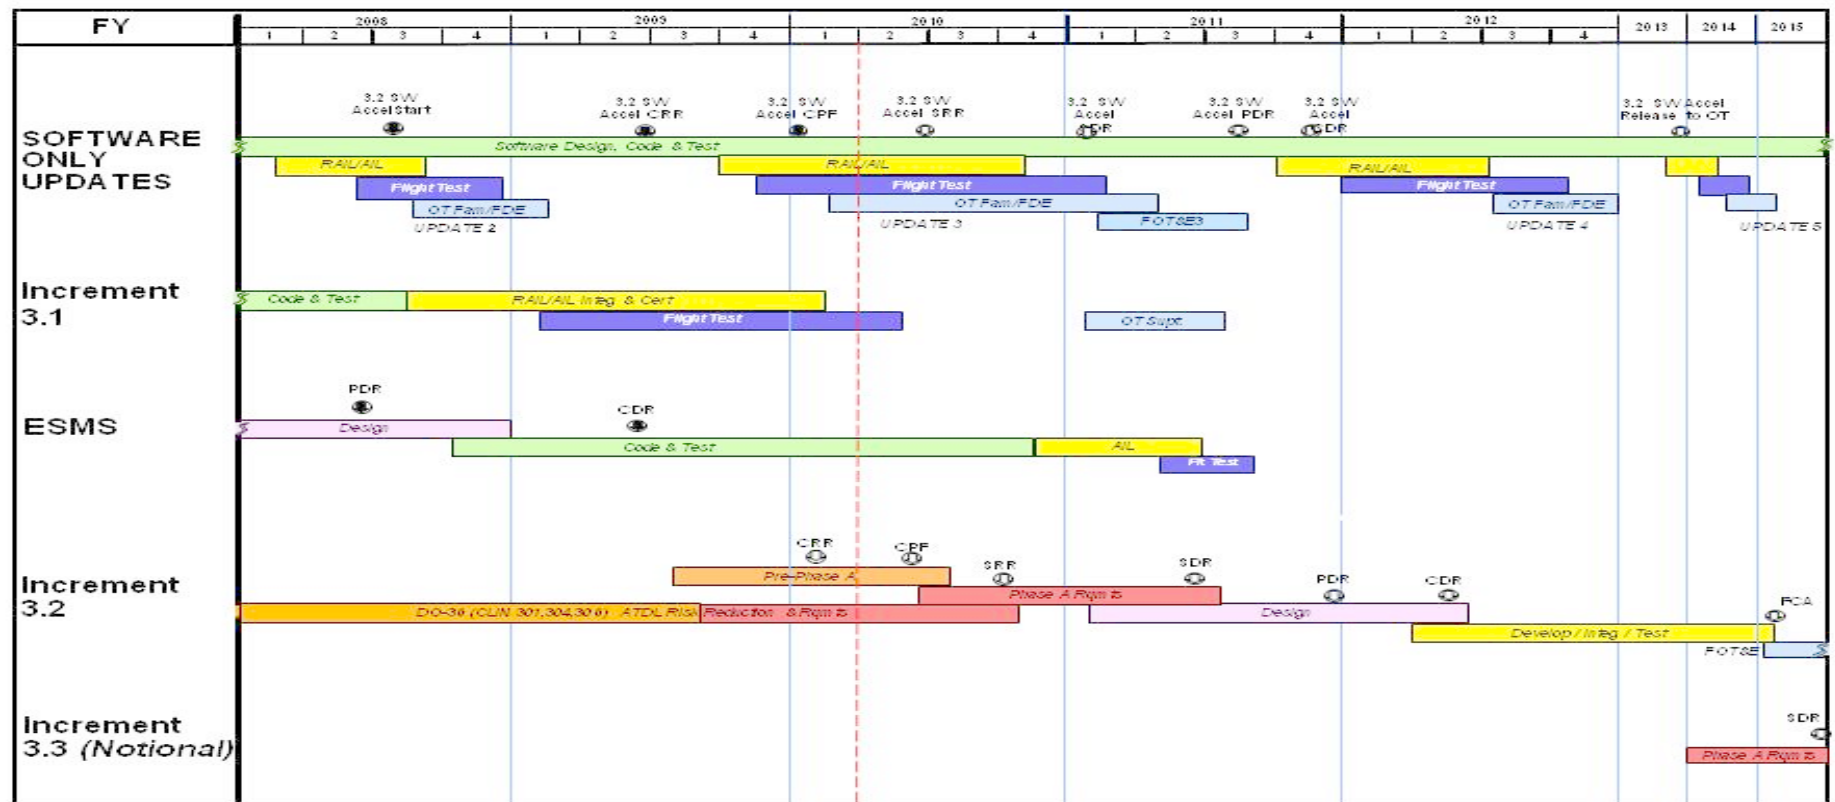 FY 2008 2009 2010 2011 2012 2013 2014 2015
1 2 3 4 1 2 3 4 1 2 3 4 1 2 3 4 1 2 3 4
SOFTWARE
ONLY
UPDATES
3.2 SW
Accel Start
3.2 SW
Accel CRR
3.2 SW
Accel CPF
3.2 SW
Accel SRR
3.2 SW
Accel
3.2 SW
Accel PDR
3.2 SW
Accel
3.2 SW Accel
Release to OT
Software Design, Code & Test
RAIL/AIL
Flight Test
OT Fam/FDE
UPDATE 2
RAIL/AIL
Flight Test
OT Fam/FDE
FOT&E3
UPDATE 3
RAIL/AIL
Flight Test
OT Fam/FDE
UPDATE 4
UPDATE 5
Increment
3.1
Code & Test
RAIL/AIL Integ & Cert
Flight Test
OT Supt
ESMS
PDR
CDR
Design
Code & Test
AIL
Flt Test
Increment
3.2
CRR
CPF
SRR
SDR
PDR
CDR
FCA
Pre-Phase A
Phase A Rqmts
DO-36 (CLIN 301,304,306) ATDL Risk Reduction & Rqmts
Design
Develop / Integ / Test
FOT&E
Increment
3.3 (Notional)
SDR
Phase A Rqmts